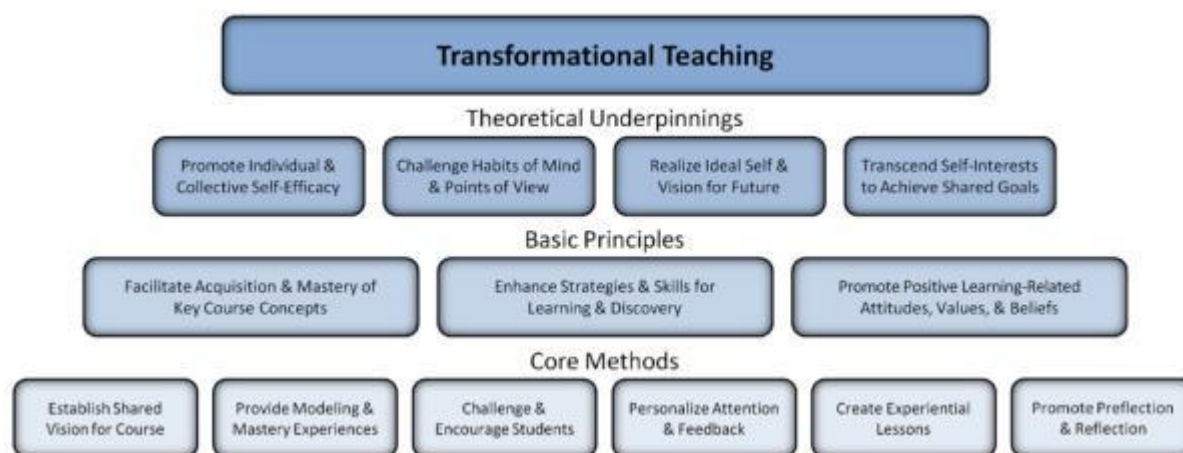 Transformational Teaching
Theoretical Underpinnings
Promote Individual &
Collective Self-Efficacy
Challenge Habits of Mind
& Points of View
Realize Ideal Self &
Vision for Future
Transcend Self-Interests
to Achieve Shared Goals
Basic Principles
Facilitate Acquisition & Mastery of
Key Course Concepts
Enhance Strategies & Skills for
Learning & Discovery
Promote Positive Learning-Related
Attitudes, Values, & Beliefs
Core Methods
Establish Shared
Vision for Course
Provide Modeling &
Mastery Experiences
Challenge &
Encourage Students
Personalize Attention
& Feedback
Create Experiential
Lessons
Promote Preflection
& Reflection